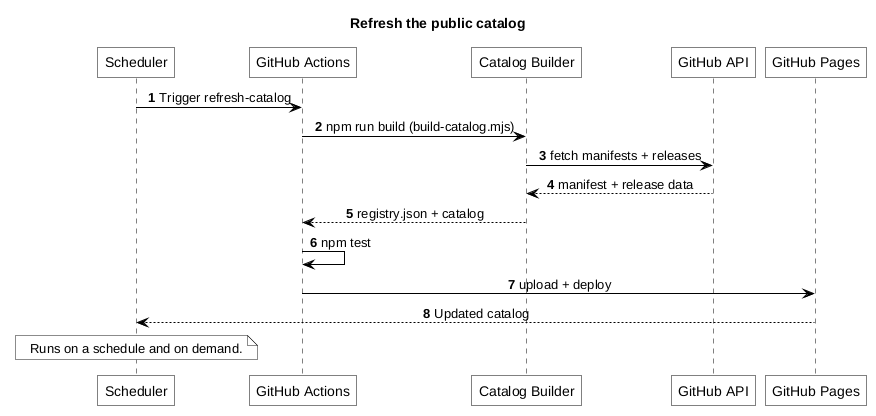 Refresh the public catalog
Scheduler
GitHub Actions
Catalog Builder
GitHub API
GitHub Pages
1 Trigger refresh-catalog
2 npm run build (build-catalog.mjs)
3 fetch manifests + releases
4 manifest + release data
5 registry.json + catalog
6 npm test
7 upload + deploy
8 Updated catalog
Runs on a schedule and on demand.
Scheduler
GitHub Actions
Catalog Builder
GitHub API
GitHub Pages